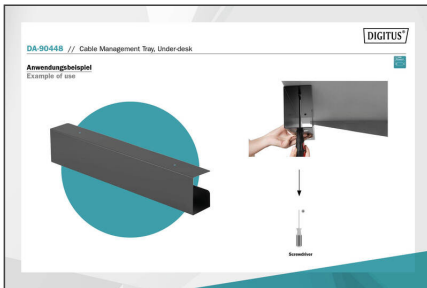 DIGITUS®
DA-90448 // Cable Management Tray, Under-desk
Anwendungsbeispiel
Example of use
Screwdriver